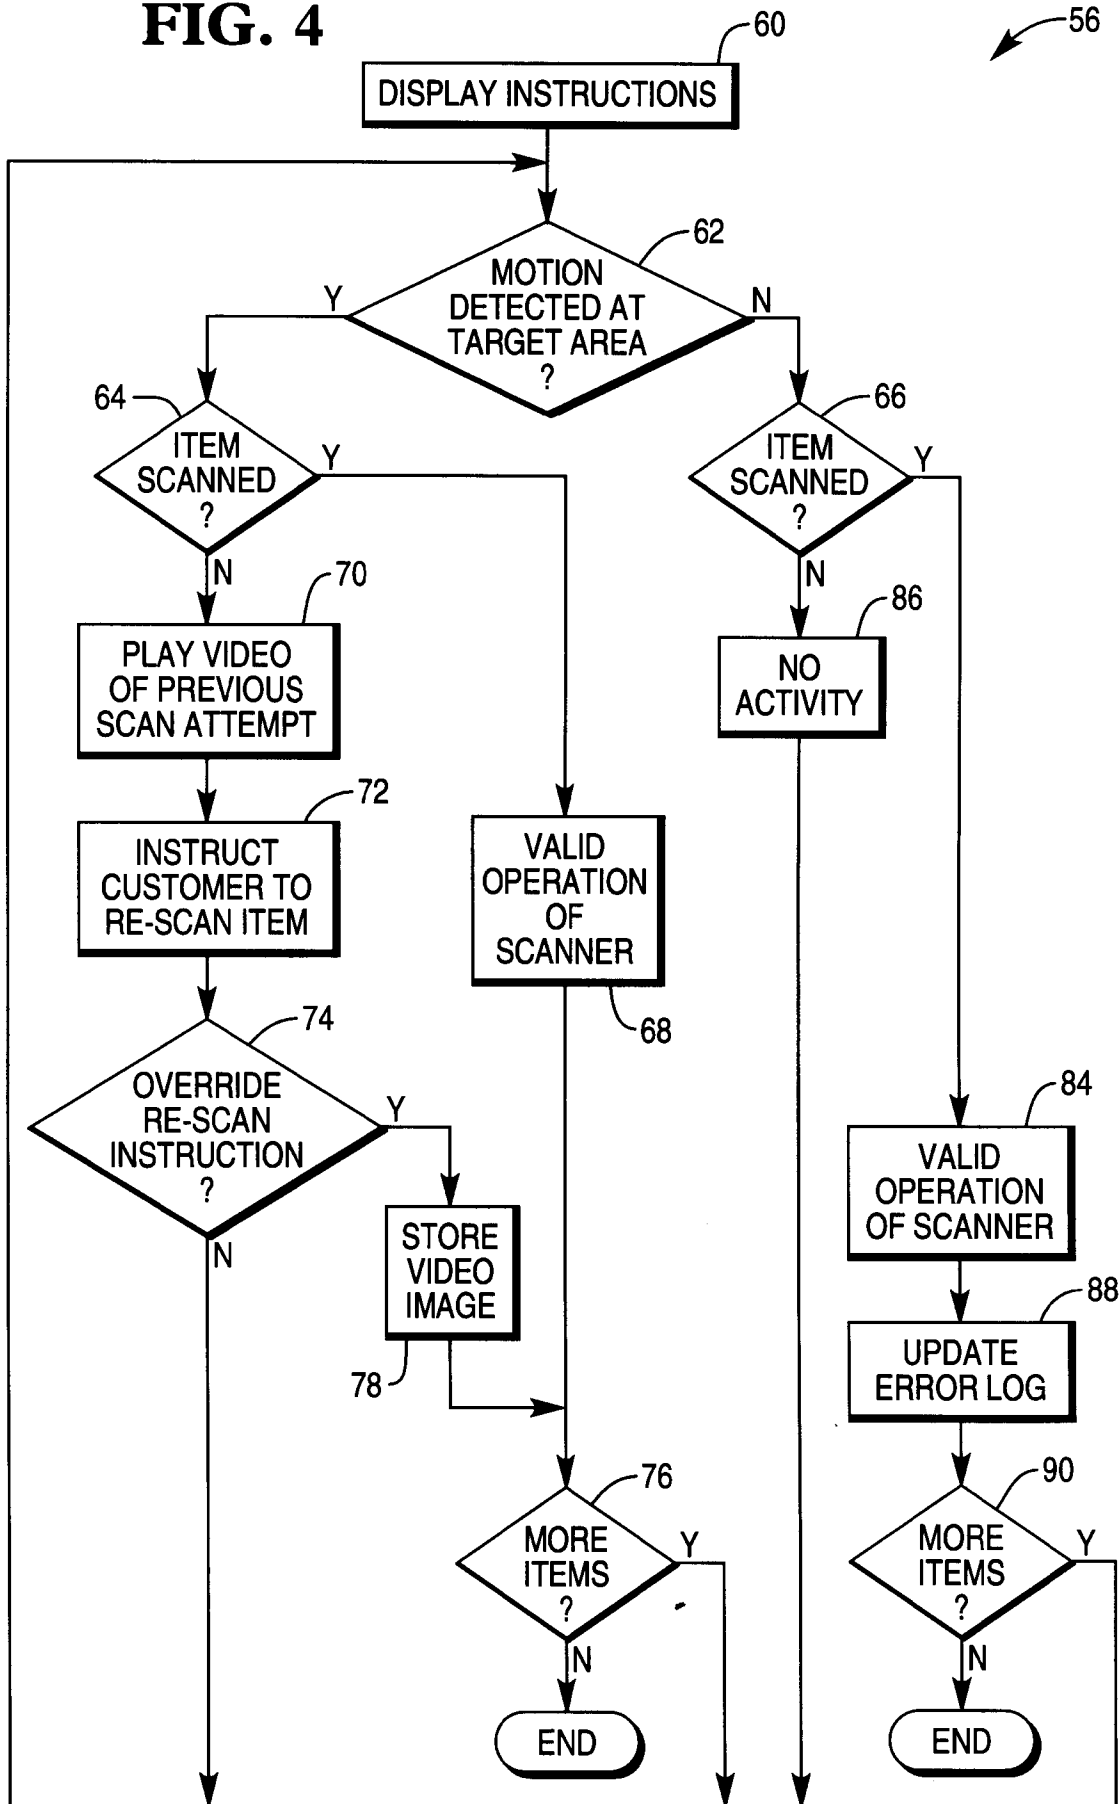 FIG. 4
56
60
DISPLAY INSTRUCTIONS
62
MOTION
DETECTED AT
TARGET AREA
?
Y
N
64
ITEM
SCANNED
?
Y
N
66
ITEM
SCANNED
?
Y
N
70
PLAY VIDEO
OF PREVIOUS
SCAN ATTEMPT
86
NO
ACTIVITY
72
INSTRUCT
CUSTOMER TO
RE-SCAN ITEM
VALID
OPERATION
OF
SCANNER
68
74
OVERRIDE
RE-SCAN
INSTRUCTION
?
Y
N
84
VALID
OPERATION
OF SCANNER
STORE
VIDEO
IMAGE
78
88
UPDATE
ERROR LOG
76
MORE
ITEMS
?
Y
N
90
MORE
ITEMS
?
Y
N
END
END